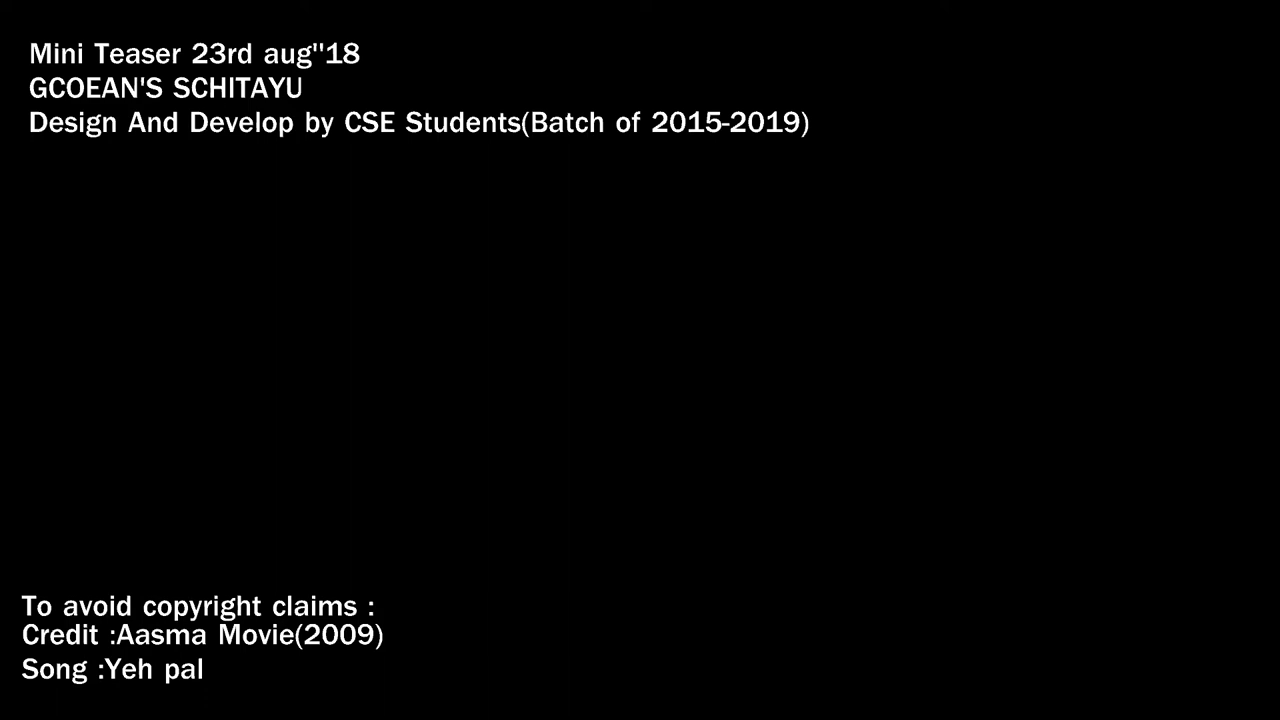 Mini Teaser 23rd aug"18
GCOEAN'S SCHITAYU
Design And Develop by CSE Students(Batch of 2015-2019)
To avoid copyright claims :
Credit :Aasma Movie(2009)
Song :Yeh pal